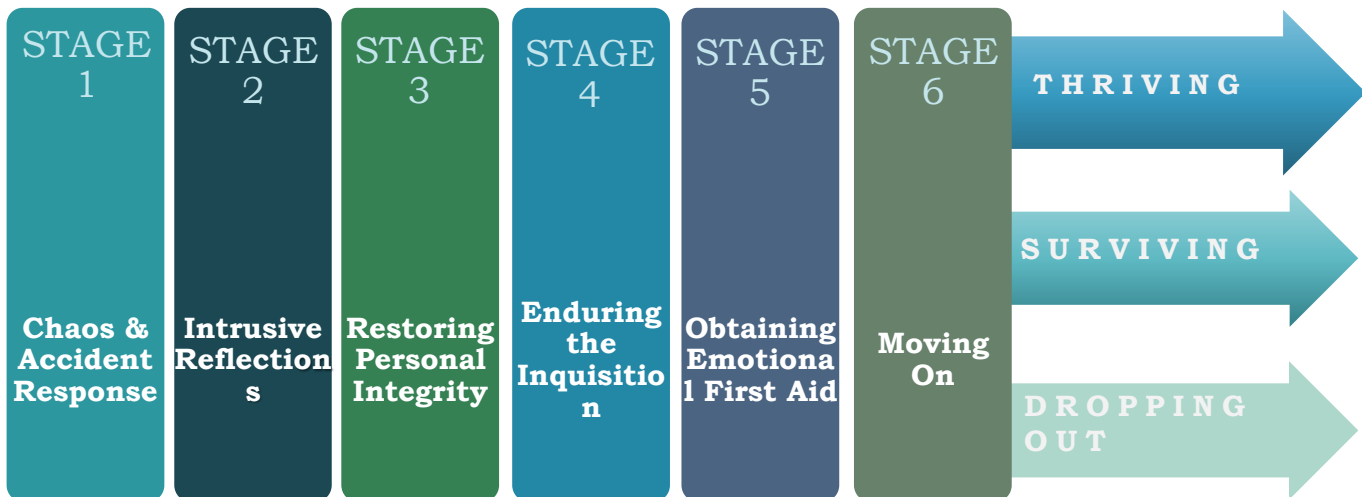 STAGE
1
Chaos &
Accident
Response
STAGE
2
Intrusive
Reflection
s
STAGE
3
Restoring
Personal
Integrity
STAGE
4
Enduring
the
Inquisitio
n
STAGE
5
Obtaining
Emotiona
l First Aid
STAGE
6
Moving
On
THRIVING
SURVIVING
DROPPING
OUT